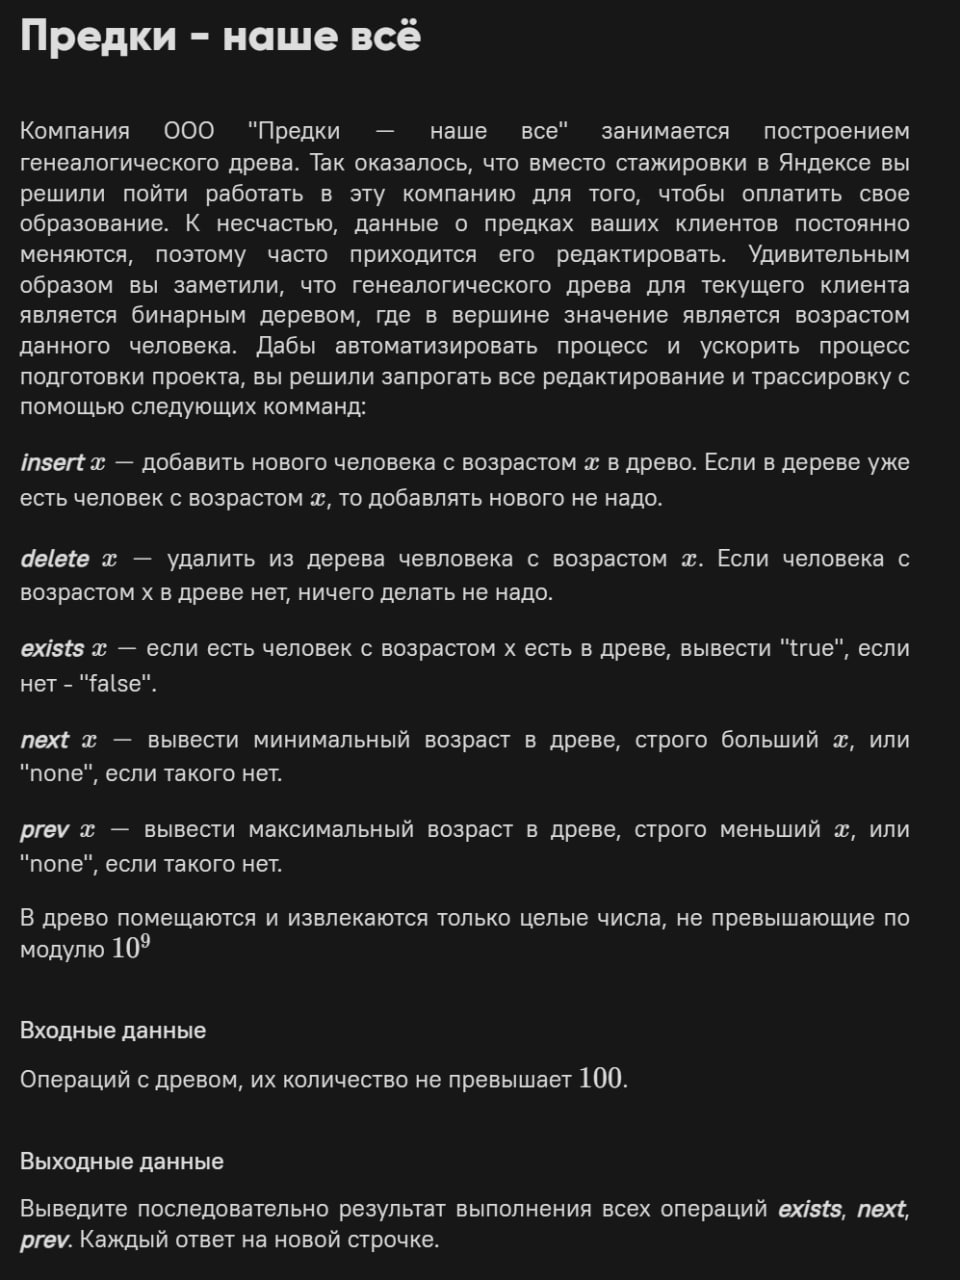 Предки - наше всё
Компания ООО "Предки — наше все" занимается построением
генеалогического древа. Так оказалось, что вместо стажировки в Яндексе вы
решили пойти работать в эту компанию для того, чтобы оплатить свое
образование. К несчастью, данные о предках ваших клиентов постоянно
меняются, поэтому часто приходится его редактировать. Удивительным
образом вы заметили, что генеалогического древа для текущего клиента
является бинарным деревом, где в вершине значение является возрастом
данного человека. Дабы автоматизировать процесс и ускорить процесс
подготовки проекта, вы решили запрогать все редактирование и трассировку с
помощью следующих комманд:
insert x — добавить нового человека с возрастом x в древо. Если в дереве уже
есть человек с возрастом x, то добавлять нового не надо.
delete x — удалить из дерева чевловека с возрастом x. Если человека с
возрастом x в древе нет, ничего делать не надо.
exists x — если есть человек с возрастом x есть в древе, вывести "true", если
нет - "false".
next x — вывести минимальный возраст в древе, строго больший x, или
"none", если такого нет.
prev x — вывести максимальный возраст в древе, строго меньший x, или
"none", если такого нет.
В древо помещаются и извлекаются только целые числа, не превышающие по
модулю 10⁹
Входные данные
Операций с древом, их количество не превышает 100.
Выходные данные
Выведите последовательно результат выполнения всех операций exists, next,
prev. Каждый ответ на новой строчке.